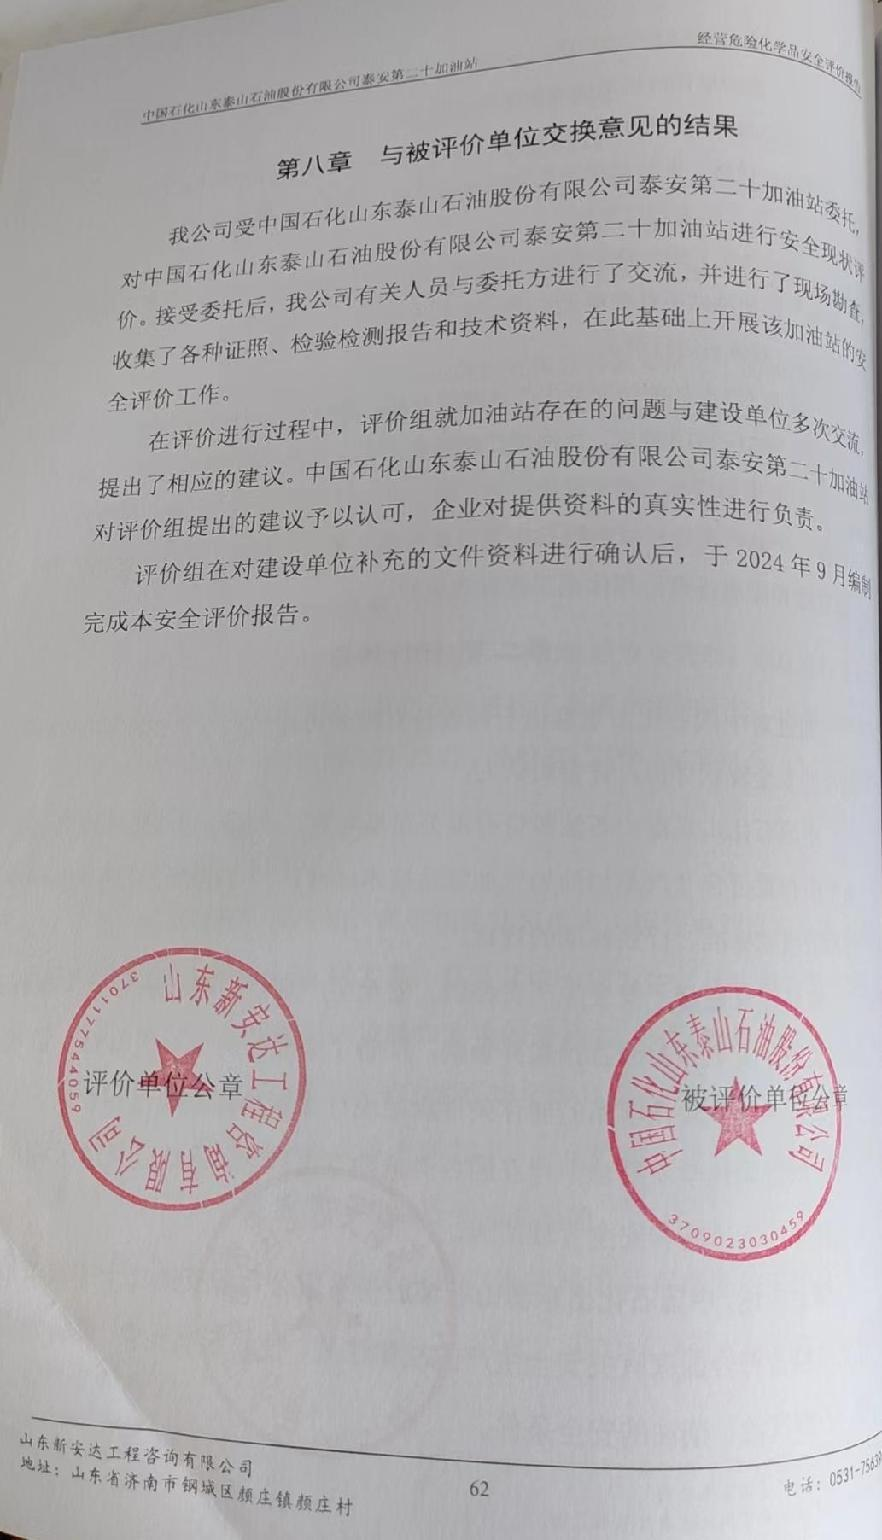 中国石化山东泰山石油股份有限公司泰安第二十加油站
经营危险化学品安全评价报告
第八章 与被评价单位交换意见的结果
我公司受中国石化山东泰山石油股份有限公司泰安第二十加油站委托，
对中国石化山东泰山石油股份有限公司泰安第二十加油站进行安全现状评
价。接受委托后，我公司有关人员与委托方进行了交流，并进行了现场勘查，
收集了各种证照、检验检测报告和技术资料，在此基础上开展该加油站的安
全评价工作。
在评价进行过程中，评价组就加油站存在的问题与建设单位多次交流，
提出了相应的建议。中国石化山东泰山石油股份有限公司泰安第二十加油站
对评价组提出的建议予以认可，企业对提供资料的真实性进行负责。
评价组在对建设单位补充的文件资料进行确认后，于 2024 年 9 月编制
完成本安全评价报告。
山东新安达工程咨询有限公司
3701177544059
评价单位公章
中国石化山东泰山石油股份有限公司
被评价单位公章
3709023030459
山东新安达工程咨询有限公司
地址：山东省济南市钢城区颜庄镇颜庄村
62
电话：0531-7563